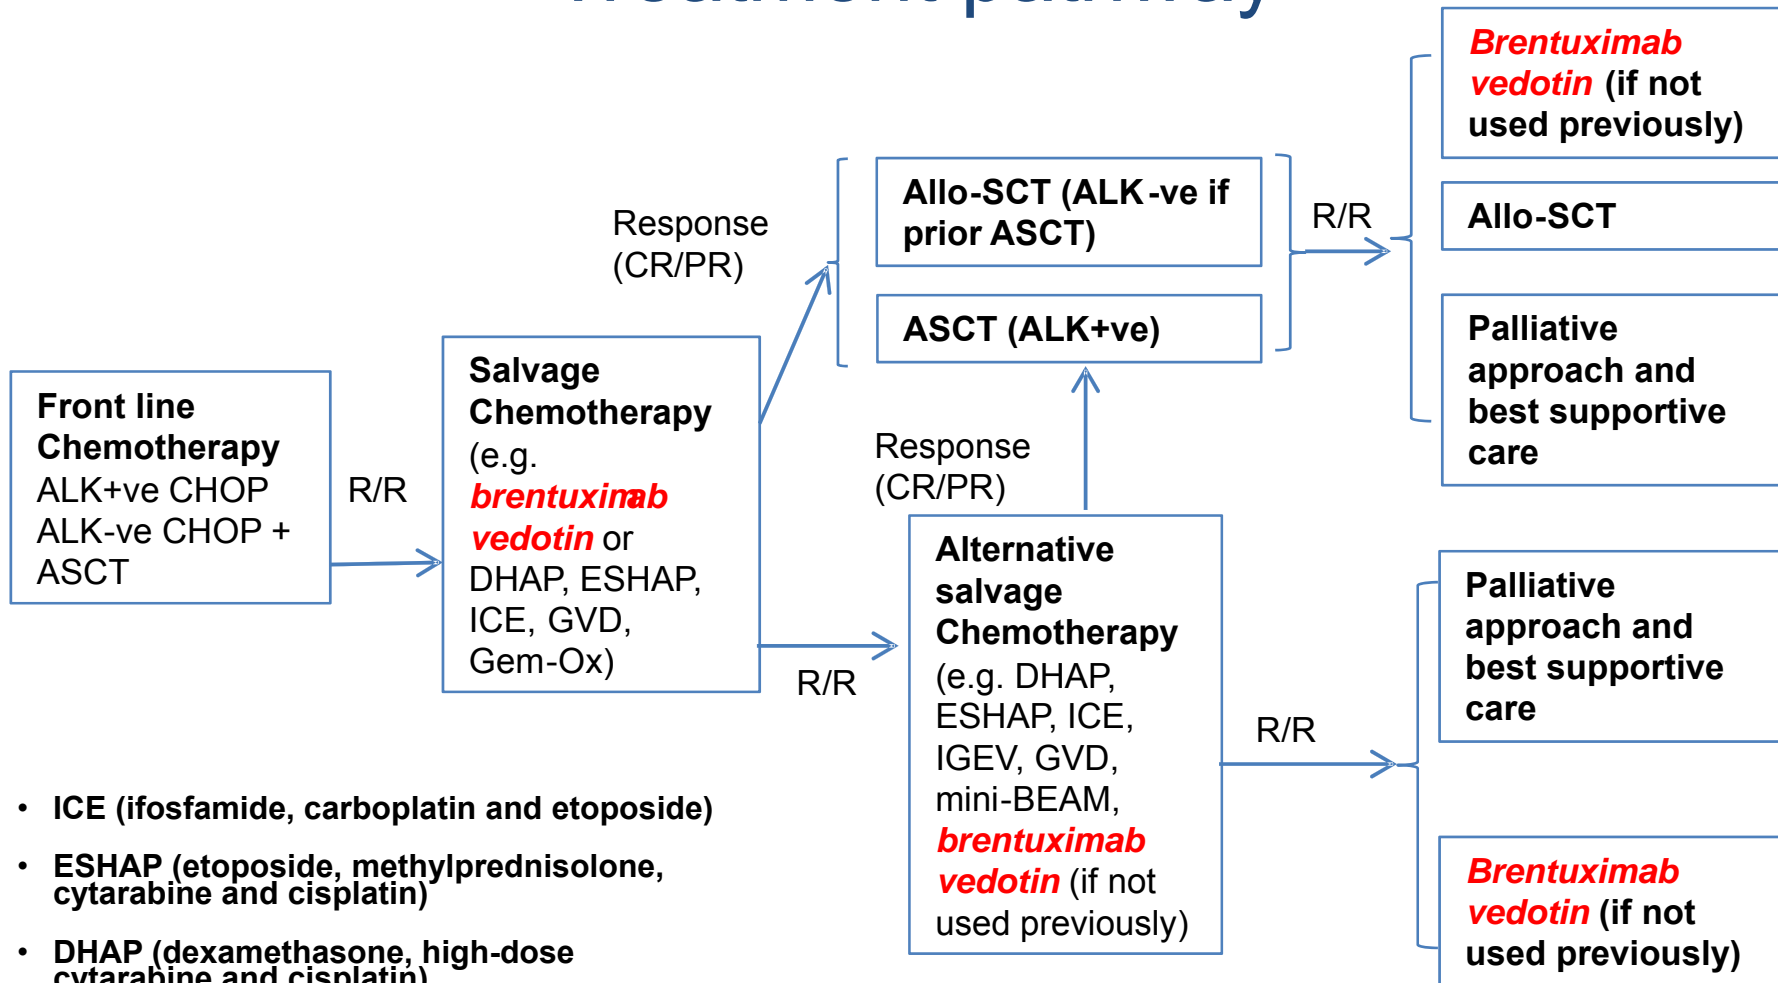 Treatment pathway
Brentuximab
vedotin (if not
used previously)
Allo-SCT (ALK-ve if
prior ASCT)
R/R
Allo-SCT
Response
(CR/PR)
ASCT (ALK+ve)
Palliative
approach and
best supportive
care
Front line
Chemotherapy
ALK+ve CHOP
ALK-ve CHOP +
ASCT
R/R
Salvage
Chemotherapy
(e.g.
brentuximab
vedotin or
DHAP, ESHAP,
ICE, GVD,
Gem-Ox)
Response
(CR/PR)
R/R
Alternative
salvage
Chemotherapy
(e.g. DHAP,
ESHAP, ICE,
IGEV, GVD,
mini-BEAM,
brentuximab
vedotin (if not
used previously)
R/R
Palliative
approach and
best supportive
care
Brentuximab
vedotin (if not
used previously)
• ICE (ifosfamide, carboplatin and etoposide)
• ESHAP (etoposide, methylprednisolone,
cytarabine and cisplatin)
• DHAP (dexamethasone, high-dose
cytarabine and cisplatin)